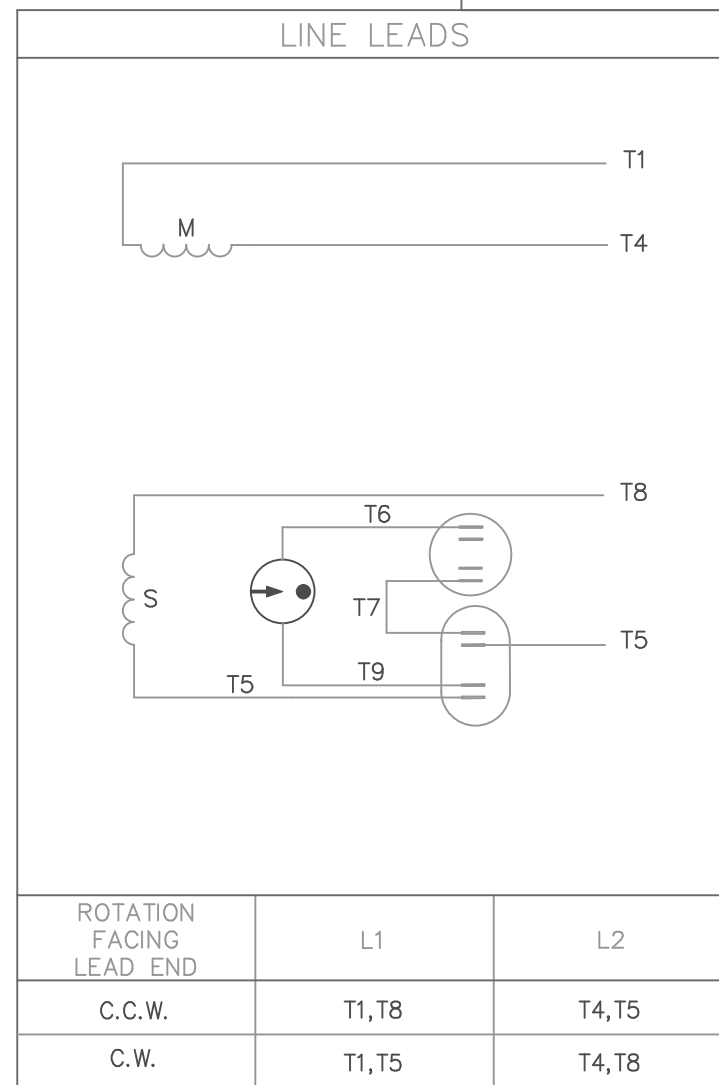 LINE LEADS
T1
M
T4
T8
T6
S
T7
T5
T9
T5
ROTATION
FACING
LEAD END
L1
L2
C.C.W.
T1,T8
T4,T5
C.W.
T1,T5
T4,T8